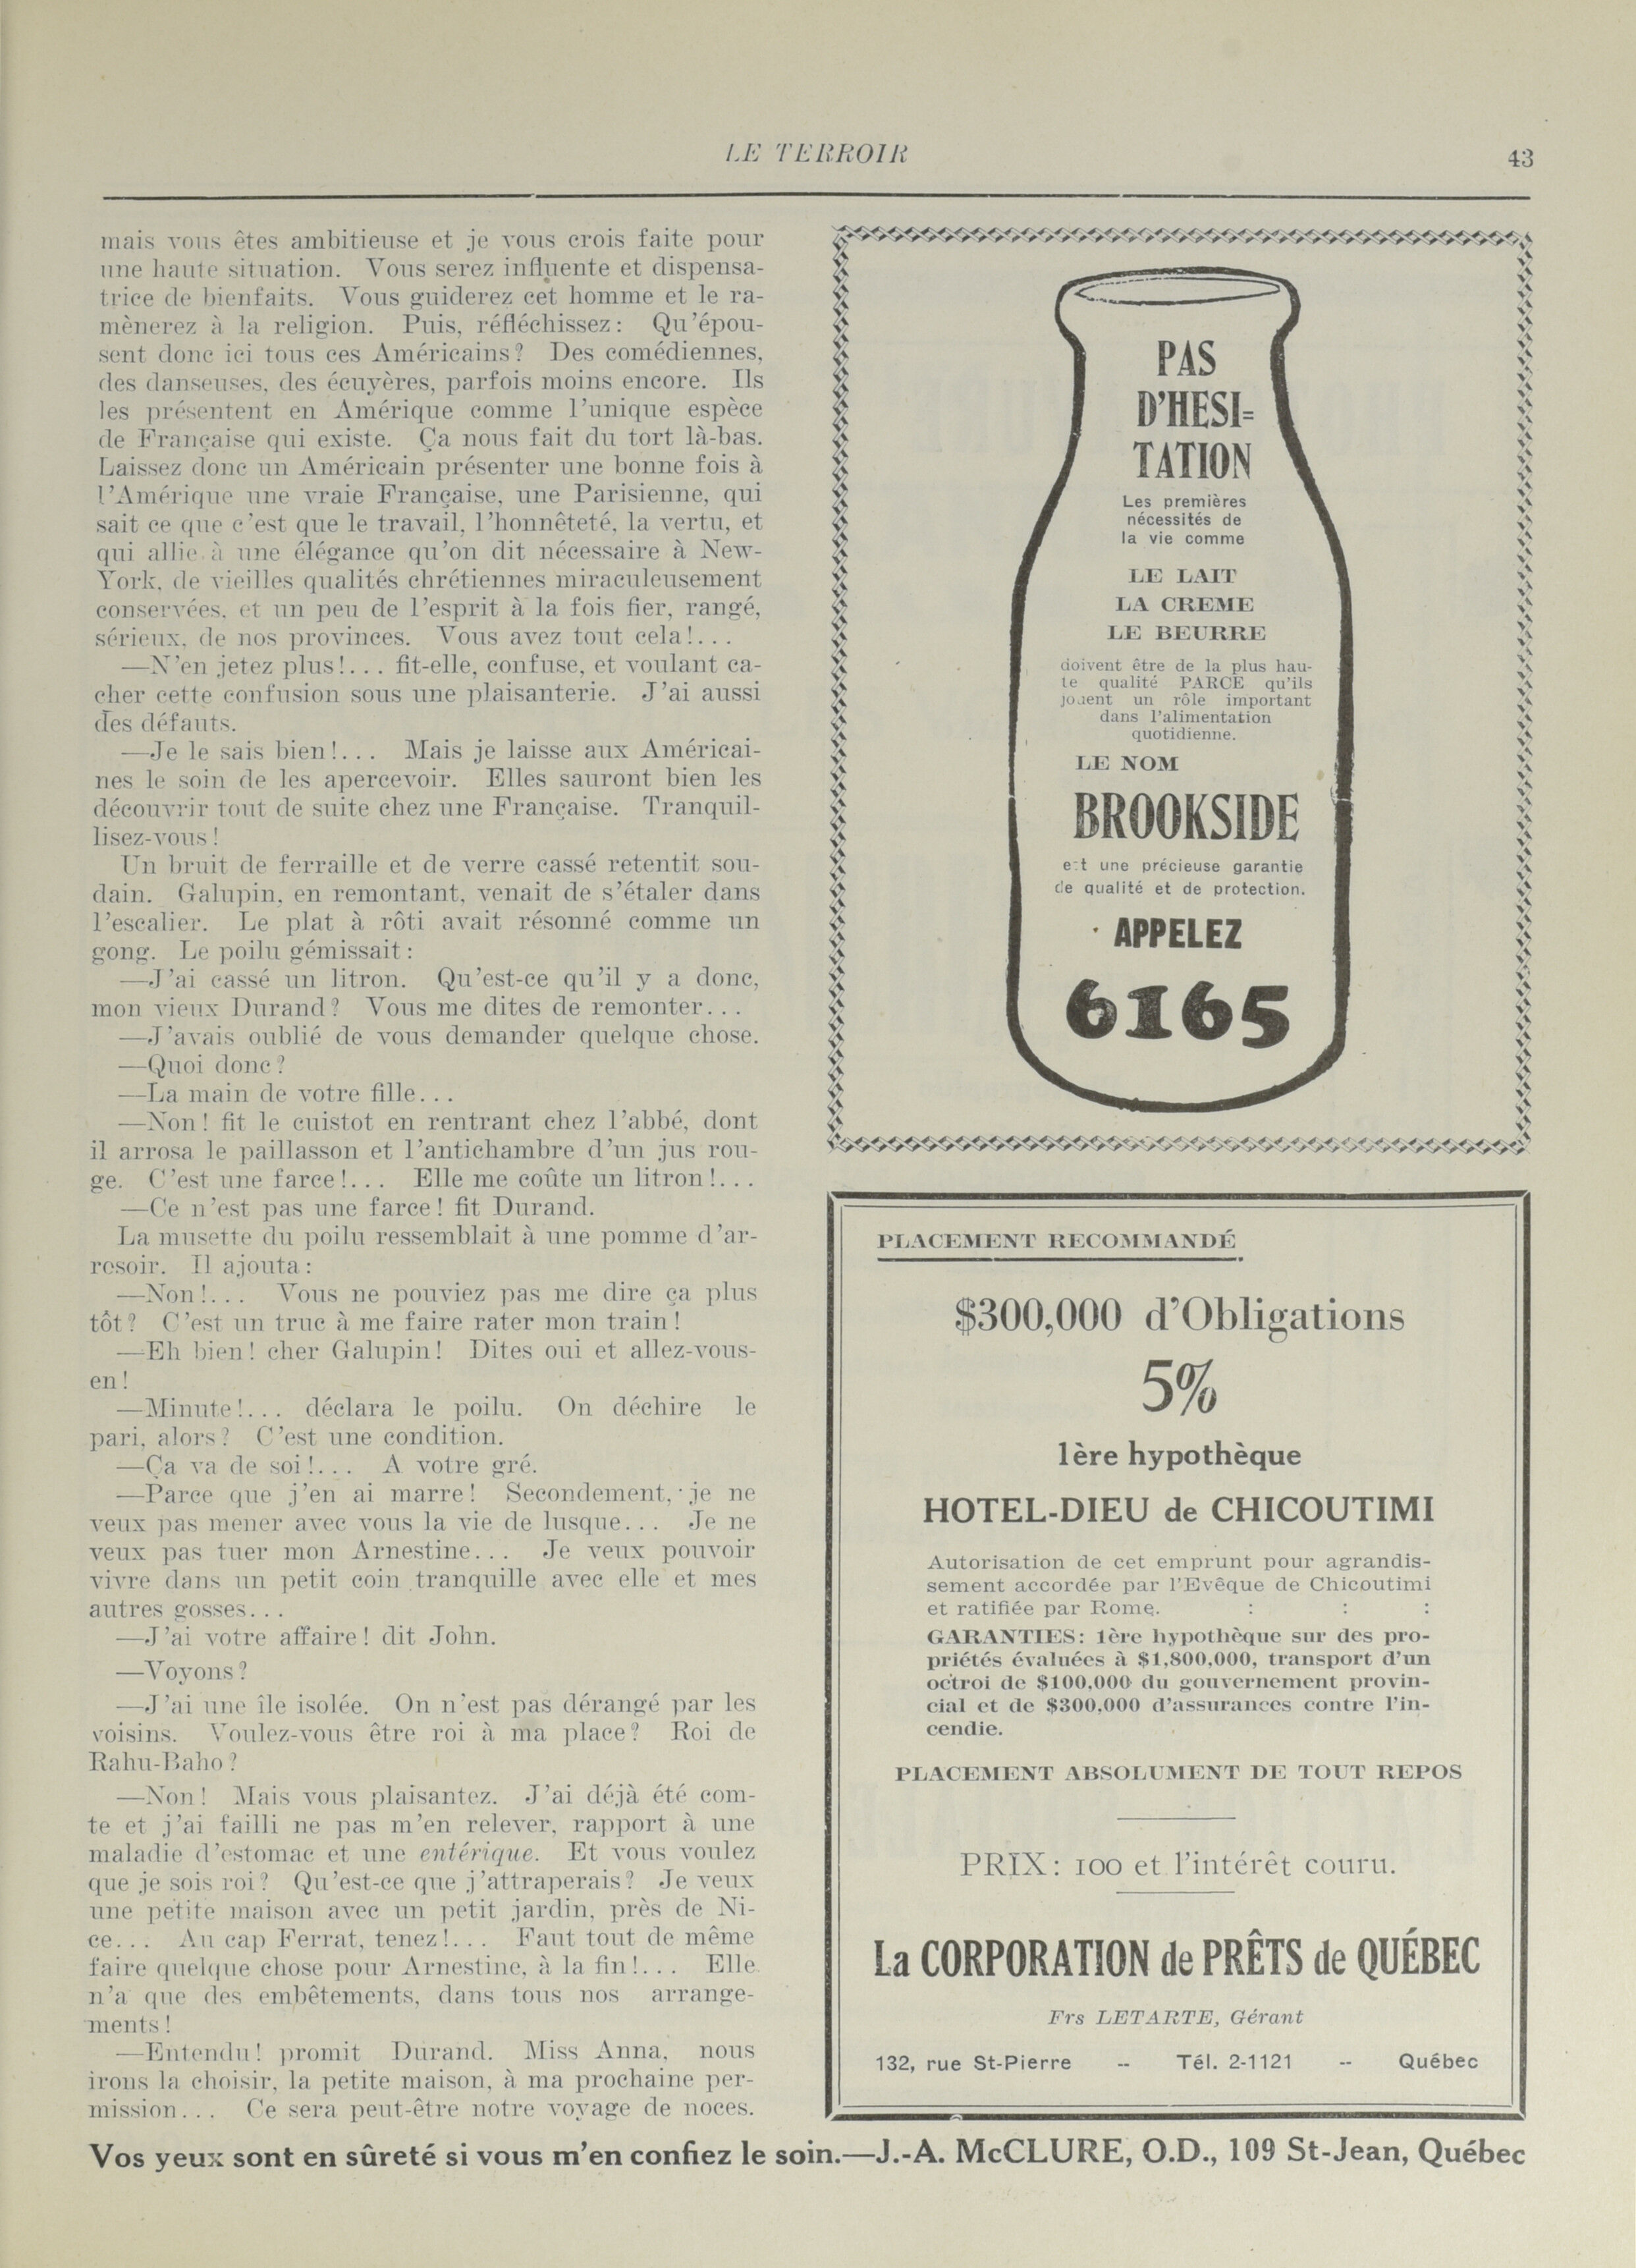 LE TERROIR
43
mais vous êtes ambitieuse et je vous crois faite pour
une haute situation. Vous serez influente et dispensa-
trice de bienfaits. Vous guiderez cet homme et le ra-
mènerez à la religion. Puis, réfléchissez: Qu'épou-
sent donc ici tous ces Américains? Des comédiennes,
des danseuses, des écuyères, parfois moins encore. Ils
les présentent en Amérique comme l'unique espèce
de Française qui existe. Ça nous fait du tort là-bas.
Laissez donc un Américain présenter une bonne fois à
l'Amérique une vraie Française, une Parisienne, qui
sait ce que c'est que le travail, l'honnêteté, la vertu, et
qui allie à une élégance qu'on dit nécessaire à New-
York, de vieilles qualités chrétiennes miraculeusement
conservées, et un peu de l'esprit à la fois fier, rangé,
sérieux, de nos provinces. Vous avez tout cela!...
—N'en jetez plus!... fit-elle, confuse, et voulant ca-
cher cette confusion sous une plaisanterie. J'ai aussi
des défauts.
—Je le sais bien!... Mais je laisse aux Américai-
nes le soin de les apercevoir. Elles sauront bien les
découvrir tout de suite chez une Française. Tranquil-
lisez-vous!
Un bruit de ferraille et de verre cassé retentit sou-
dain. Galupin, en remontant, venait de s'étaler dans
l'escalier. Le plat à rôti avait résonné comme un
gong. Le poilu gémissait:
—J'ai cassé un litron. Qu'est-ce qu'il y a donc,
mon vieux Durand? Vous me dites de remonter...
—J'avais oublié de vous demander quelque chose.
—Quoi donc?
—La main de votre fille...
—Non! fit le cuistot en rentrant chez l'abbé, dont
il arrosa le paillasson et l'antichambre d'un jus rou-
ge. C'est une farce!... Elle me coûte un litron!...
—Ce n'est pas une farce! fit Durand.
La musette du poilu ressemblait à une pomme d'ar-
rosoir. Il ajouta:
—Non!... Vous ne pouviez pas me dire ça plus
tôt? C'est un truc à me faire rater mon train!
—Eh bien! cher Galupin! Dites oui et allez-vous-
en!
—Minute!... déclara le poilu. On déchire le
pari, alors? C'est une condition.
—Ça va de soi!... A votre gré.
—Parce que j'en ai marre! Secondement, je ne
veux pas mener avec vous la vie de lusque... Je ne
veux pas tuer mon Arnestine... Je veux pouvoir
vivre dans un petit coin tranquille avec elle et mes
autres gosses...
—J'ai votre affaire! dit John.
—Voyons?
—J'ai une île isolée. On n'est pas dérangé par les
voisins. Voulez-vous être roi à ma place? Roi de
Rahu-Baho?
—Non! Mais vous plaisantez. J'ai déjà été com-
te et j'ai failli ne pas m'en relever, rapport à une
maladie d'estomac et une entérique. Et vous voulez
que je sois roi? Qu'est-ce que j'attraperais? Je veux
une petite maison avec un petit jardin, près de Ni-
ce... Au cap Ferrat, tenez!... Faut tout de même
faire quelque chose pour Arnestine, à la fin!... Elle
n'a que des embêtements, dans tous nos arrange-
ments!
—Entendu! promit Durand. Miss Anna, nous
irons la choisir, la petite maison, à ma prochaine per-
mission... Ce sera peut-être notre voyage de noces.
PAS
D'HESI-
TATION
Les premières
nécessités de
la vie comme
LE LAIT
LA CREME
LE BEURRE
doivent être de la plus hau-
te qualité PARCE qu'ils
jouent un rôle important
dans l'alimentation
quotidienne.
LE NOM
BROOKSIDE
est une précieuse garantie
de qualité et de protection.
APPELEZ
6165
PLACEMENT RECOMMANDÉ
$300,000 d'Obligations
5%
1ère hypothèque
HOTEL-DIEU de CHICOUTIMI
Autorisation de cet emprunt pour agrandis-
sement accordée par l'Evêque de Chicoutimi
et ratifiée par Rome. : : :
GARANTIES: 1ère hypothèque sur des pro-
priétés évaluées à $1,800,000, transport d'un
octroi de $100,000 du gouvernement provin-
cial et de $300,000 d'assurances contre l'in-
cendie.
PLACEMENT ABSOLUMENT DE TOUT REPOS
PRIX: 100 et l'intérêt couru.
La CORPORATION de PRÊTS de QUÉBEC
Frs LETARTE, Gérant
132, rue St-Pierre -- Tél. 2-1121 -- Québec
Vos yeux sont en sûreté si vous m'en confiez le soin.—J.-A. McCLURE, O.D., 109 St-Jean, Québec